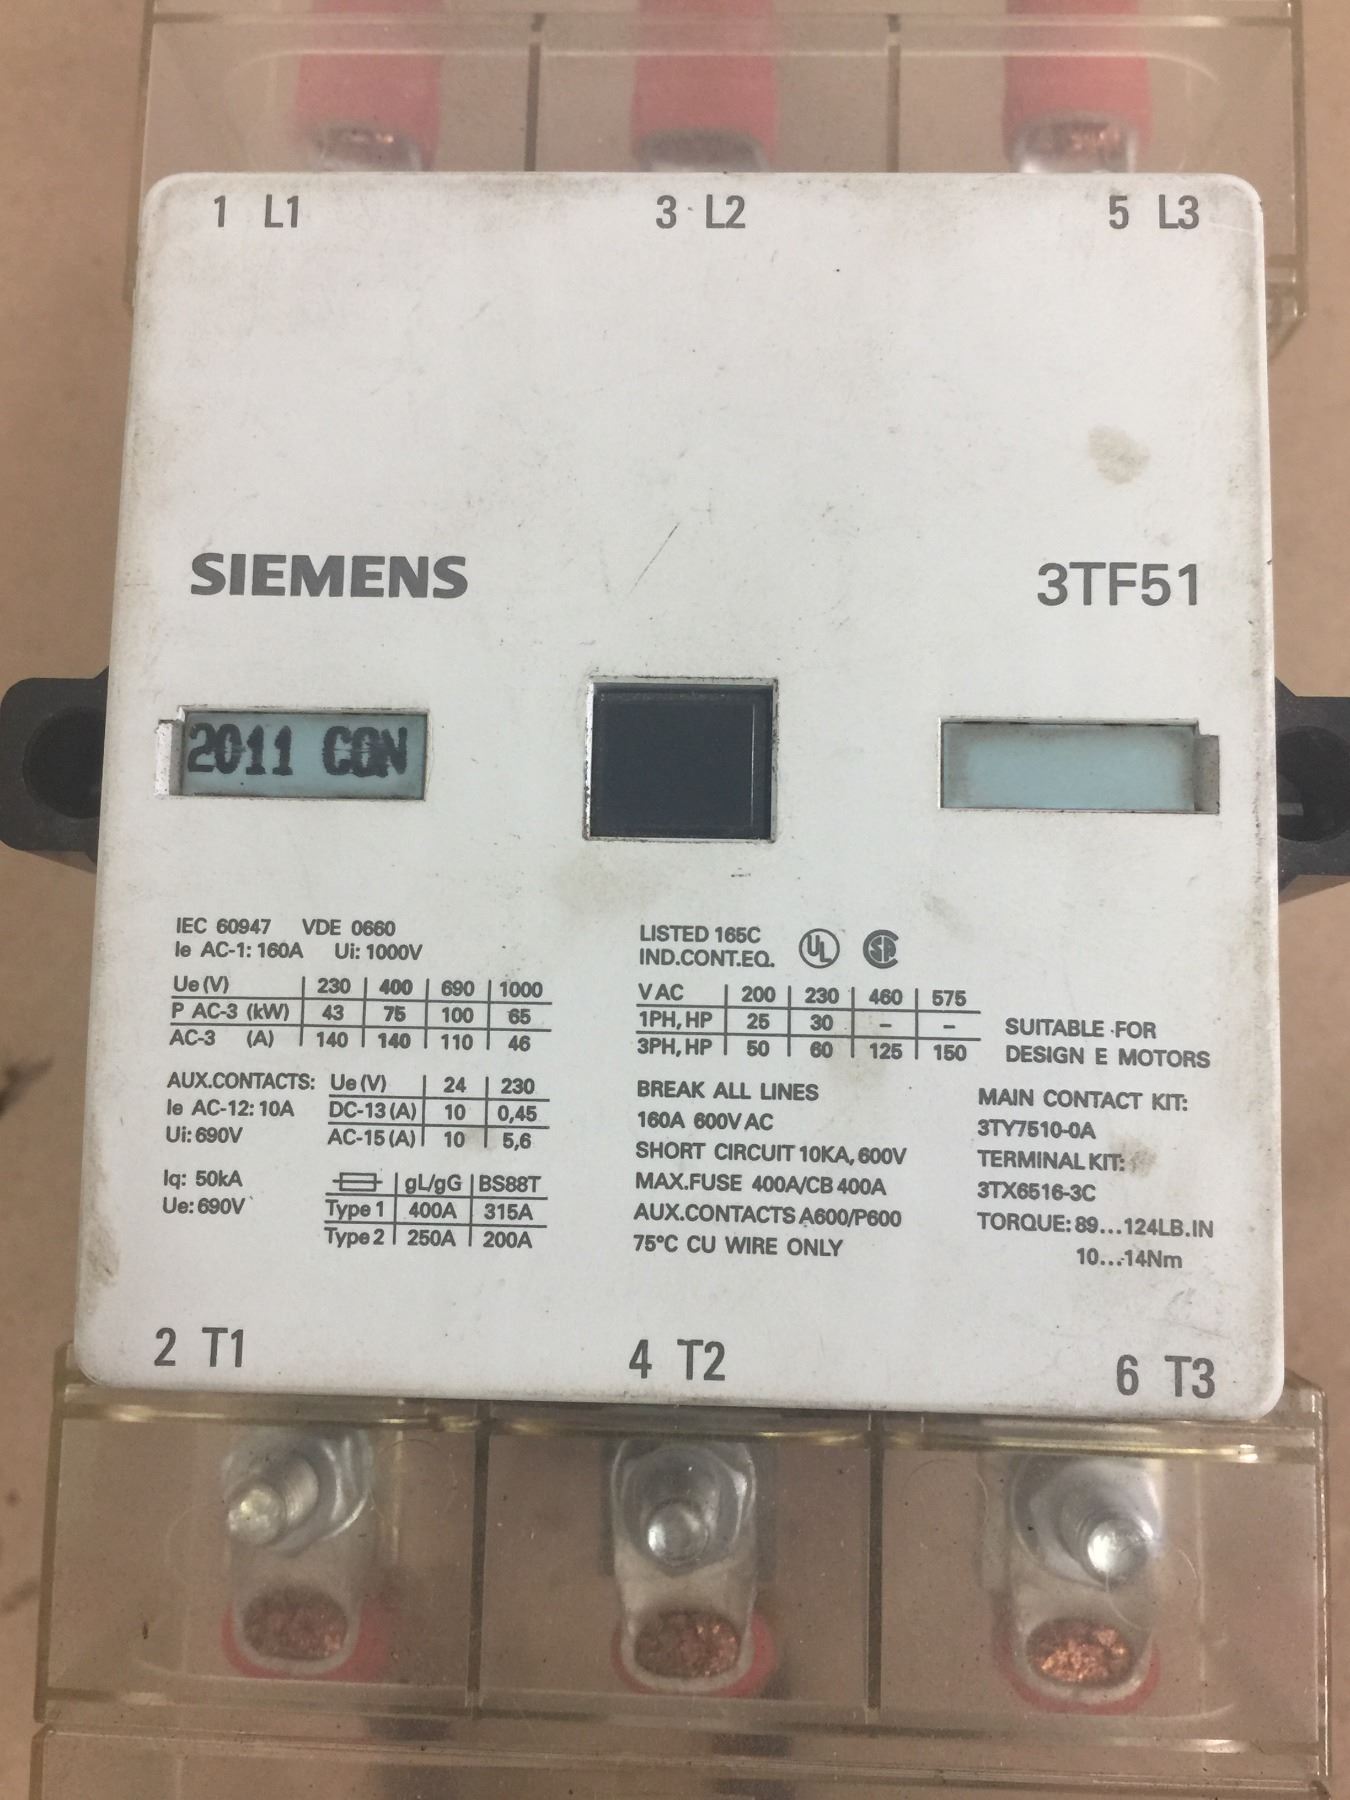 1 L1 3 L2 5 L3
SIEMENS 3TF51
2011 CON
IEC 60947 VDE 0660
Ie AC-1: 160A Ui: 1000V
Ue (V) 230 400 690 1000
P AC-3 (kW) 43 75 100 65
AC-3 (A) 140 140 110 46
AUX.CONTACTS: Ue (V) 24 230
Ie AC-12: 10A DC-13 (A) 10 0,45
Ui: 690V AC-15 (A) 10 5,6
Iq: 50kA gL/gG BS88T
Ue: 690V Type 1 400A 315A
Type 2 250A 200A
LISTED 165C UL SA
IND.CONT.EQ.
V AC 200 230 460 575
1PH, HP 25 30 – –
3PH, HP 50 60 125 150
SUITABLE FOR
DESIGN E MOTORS
BREAK ALL LINES
160A 600V AC
SHORT CIRCUIT 10KA, 600V
MAX.FUSE 400A/CB 400A
AUX.CONTACTS A600/P600
75°C CU WIRE ONLY
MAIN CONTACT KIT:
3TY7510-0A
TERMINAL KIT:
3TX6516-3C
TORQUE: 89...124LB.IN
10...14Nm
2 T1 4 T2 6 T3